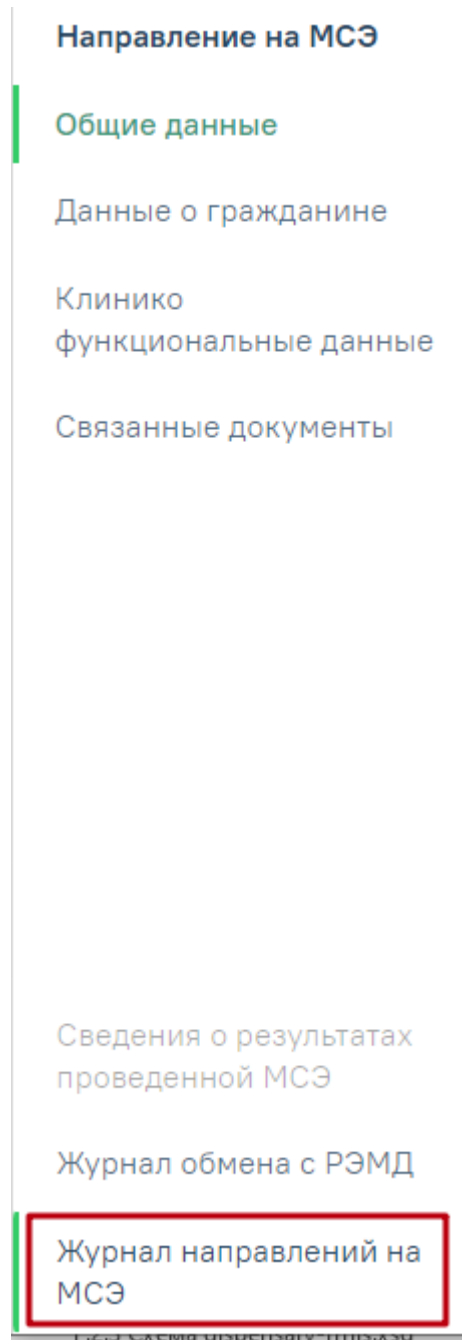 Направление на МСЭ
Общие данные
Данные о гражданине
Клинико
функциональные данные
Связанные документы
Сведения о результатах
проведенной МСЭ
Журнал обмена с РЭМД
Журнал направлений на
МСЭ